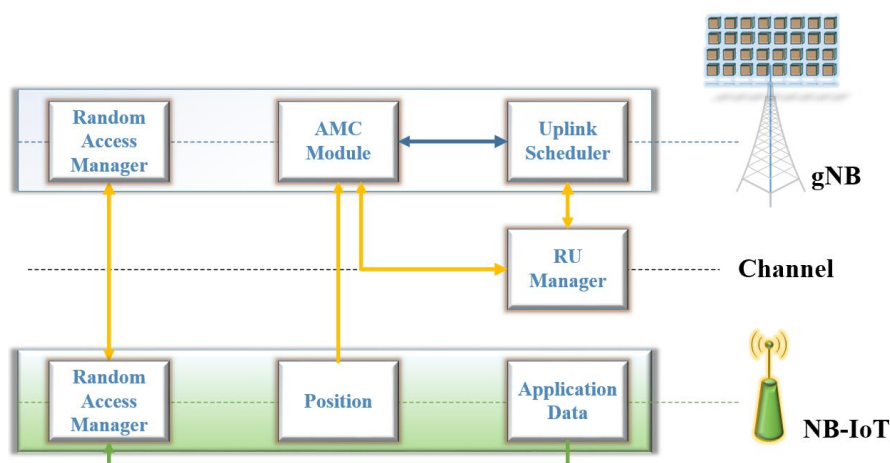 Random
Access
Manager
AMC
Module
Uplink
Scheduler
gNB
RU
Manager
Channel
Random
Access
Manager
Position
Application
Data
NB-IoT